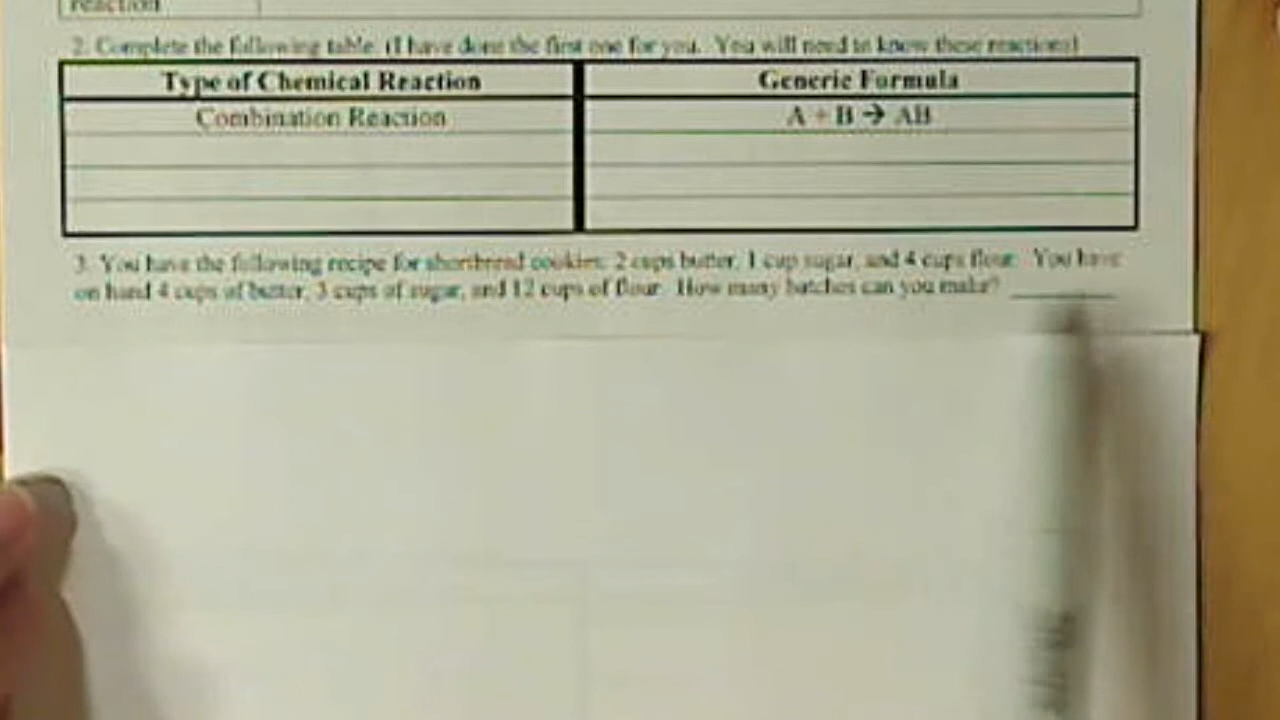 reaction
2. Complete the following table. (I have done the first one for you. You will need to know these reactions!
Type of Chemical Reaction Generic Formula
Combination Reaction A + B → AB
3. You have the following recipe for shortbread cookies: 2 cups butter, 1 cup sugar, and 4 cups flour. You have
on hand 4 cups of butter, 3 cups of sugar, and 12 cups of flour. How many batches can you make?